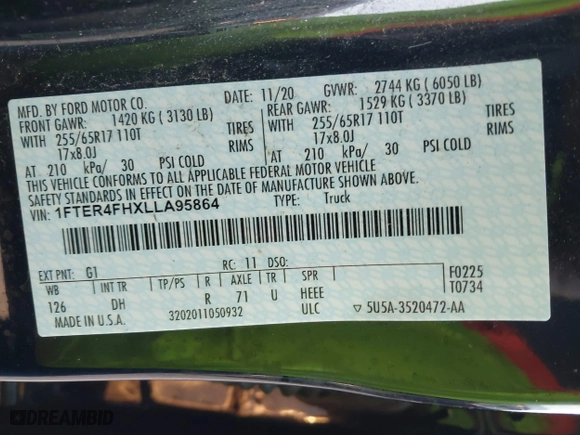 MFD. BY FORD MOTOR CO.
DATE: 11/20
GVWR: 2744 KG ( 6050 LB)
FRONT GAWR: 1420 KG ( 3130 LB)
REAR GAWR: 1529 KG ( 3370 LB)
WITH 255/65R17 110T TIRES
WITH 255/65R17 110T TIRES
17x8.0J RIMS
17x8.0J RIMS
AT 210 kPa/ 30 PSI COLD
AT 210 kPa/ 30 PSI COLD
THIS VEHICLE CONFORMS TO ALL APPLICABLE FEDERAL MOTOR VEHICLE
SAFETY STANDARDS IN EFFECT ON DATE OF MANUFACTURE SHOWN ABOVE.
VIN: 1FTER4FHXLLA95864
TYPE: Truck
EXT PNT: G1 RC: 11 DSO: F0225
WB INT TR TP/PS R AXLE TR SPR T0734
126 DH R 71 U HEEE
MADE IN U.S.A. 3202011050932 ULC ▽ 5U5A-3520472-AA
DREAMBID